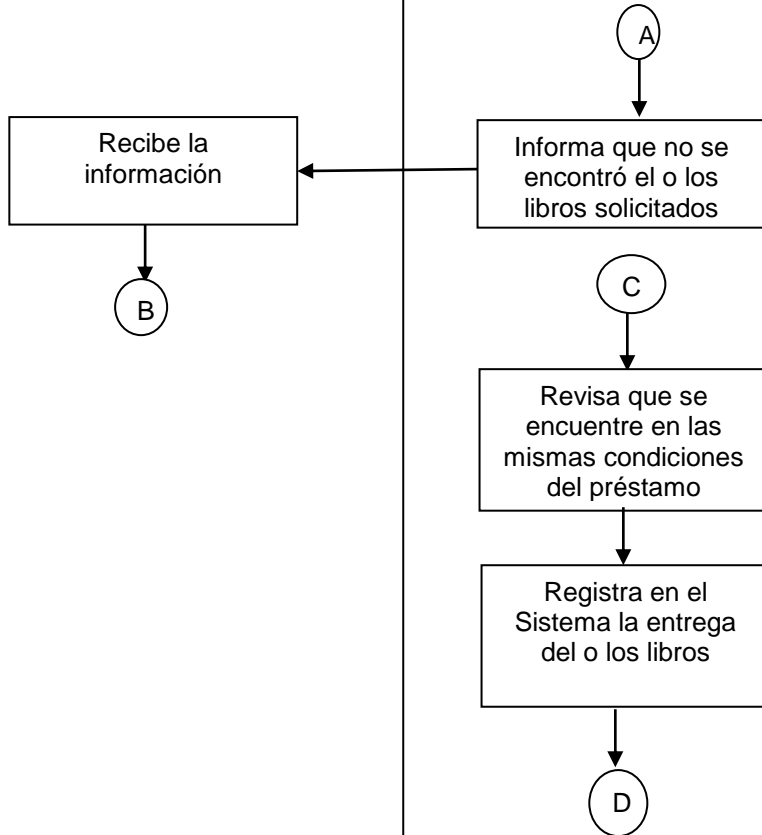 A
Recibe la
información
Informa que no se
encontró el o los
libros solicitados
B
C
Revisa que se
encuentre en las
mismas condiciones
del préstamo
Registra en el
Sistema la entrega
del o los libros
D